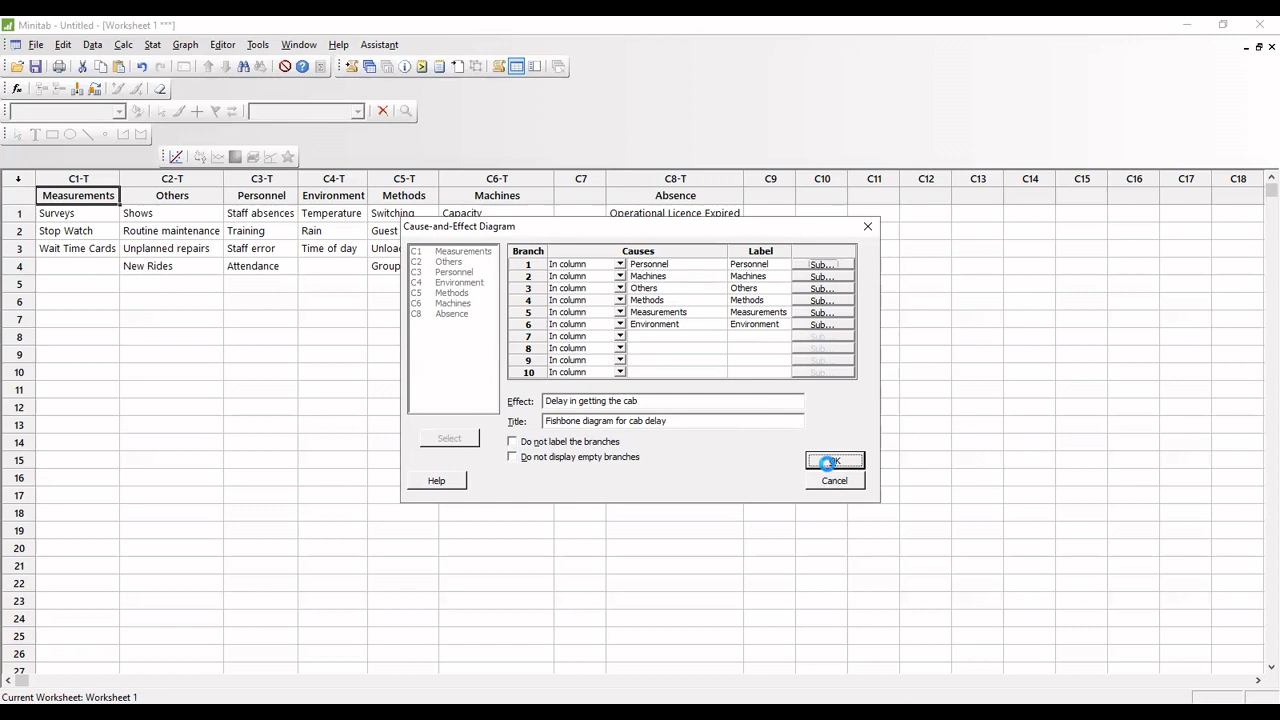 Minitab - Untitled - [Worksheet 1 ***]
File Edit Data Calc Stat Graph Editor Tools Window Help Assistant
C1-T C2-T C3-T C4-T C5-T C6-T C7 C8-T C9 C10 C11 C12 C13 C14 C15 C16 C17 C18
Measurements Others Personnel Environment Methods Machines Absence
1 Surveys Shows Staff absences Temperature Switching Capacity Operational Licence Expired
2 Stop Watch Routine maintenance Training Rain Guest
3 Wait Time Cards Unplanned repairs Staff error Time of day Unloa
4 New Rides Attendance Group
5
6
7
8
9
10
11
12
13
14
15
16
17
18
19
20
21
22
23
24
25
26
27
Cause-and-Effect Diagram
C1 Measurements
C2 Others
C3 Personnel
C4 Environment
C5 Methods
C6 Machines
C8 Absence
Branch Causes Label
1 In column Personnel Personnel Sub...
2 In column Machines Machines Sub...
3 In column Others Others Sub...
4 In column Methods Methods Sub...
5 In column Measurements Measurements Sub...
6 In column Environment Environment Sub...
7 In column Sub...
8 In column Sub...
9 In column Sub...
10 In column Sub...
Effect: Delay in getting the cab
Title: Fishbone diagram for cab delay
Select
Do not label the branches
Do not display empty branches
Help
Cancel
Current Worksheet: Worksheet 1